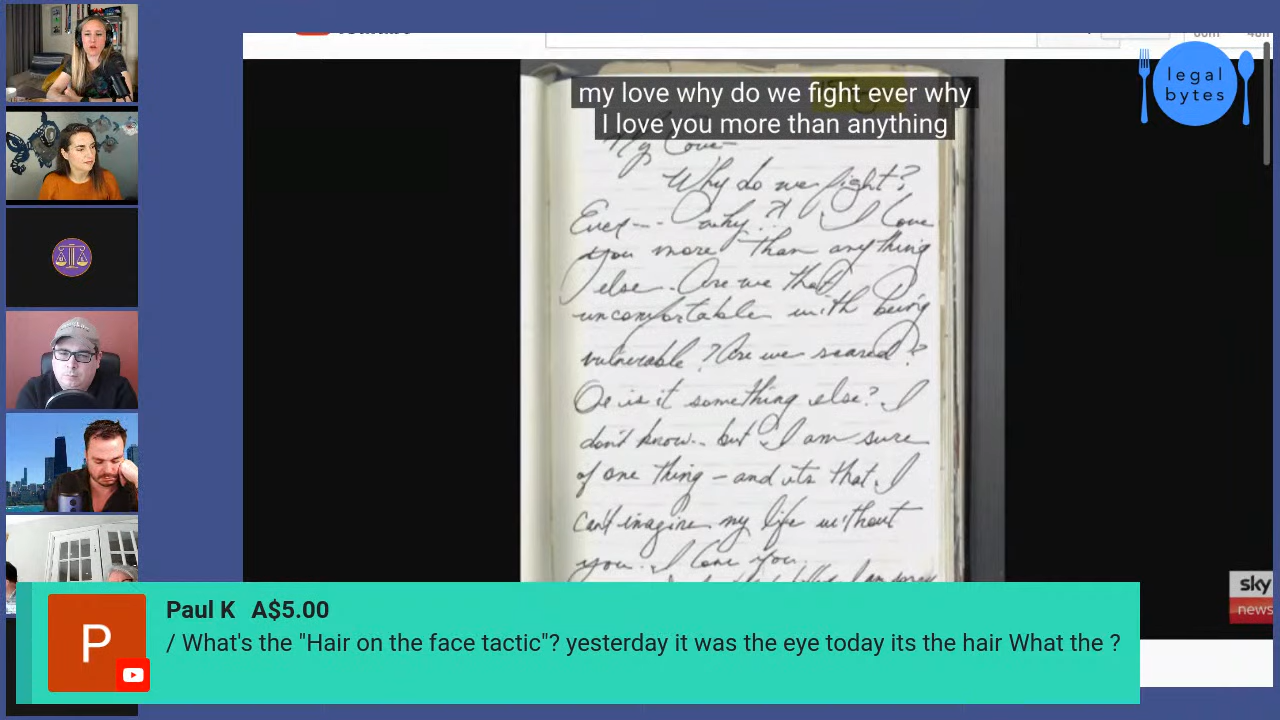 my love why do we fight ever why
I love you more than anything
legal
bytes
My Love-
Why do we fight?
Ever-- why?? I love
you more than anything
else. Are we that
uncomfortable with being
vulnerable? Are we scared?
Or is it something else? I
don't know.. but I am sure
of one thing - and its that I
can't imagine my life without
you. I love you.
I am sorry
sky
news
P
Paul K A$5.00
/ What's the "Hair on the face tactic"? yesterday it was the eye today its the hair What the ?